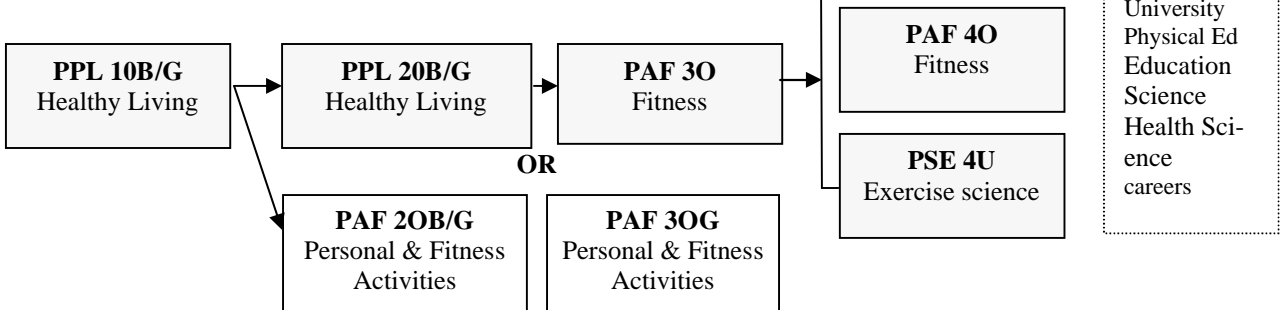 PPL 10B/G
Healthy Living
PPL 20B/G
Healthy Living
PAF 3O
Fitness
PAF 4O
Fitness
PSE 4U
Exercise science
OR
PAF 2OB/G
Personal & Fitness
Activities
PAF 3OG
Personal & Fitness
Activities
University
Physical Ed
Education
Science
Health Sci-
ence
careers